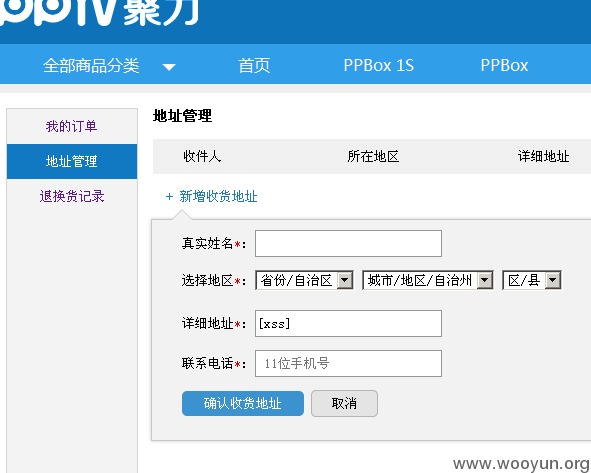 PPTV聚力
全部商品分类 首页 PPBox 1S PPBox
我的订单
地址管理
退换货记录
地址管理
收件人 所在地区 详细地址
+ 新增收货地址
真实姓名*:
选择地区*: 省份/自治区 城市/地区/自治州 区/县
详细地址*: [xss]
联系电话*: 11位手机号
确认收货地址 取消
www.wooyun.org